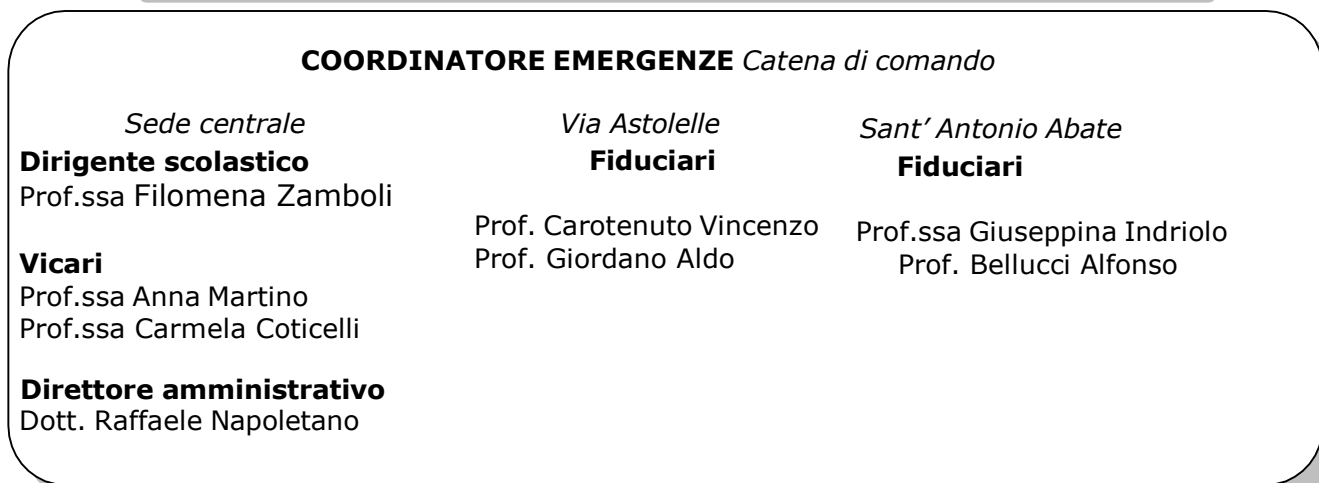 COORDINATORE EMERGENZE Catena di comando
Sede centrale
Dirigente scolastico
Prof.ssa Filomena Zamboli
Vicari
Prof.ssa Anna Martino
Prof.ssa Carmela Coticelli
Direttore amministrativo
Dott. Raffaele Napoletano
Via Astolelle
Fiduciari
Prof. Carotenuto Vincenzo
Prof. Giordano Aldo
Sant’ Antonio Abate
Fiduciari
Prof.ssa Giuseppina Indriolo
Prof. Bellucci Alfonso